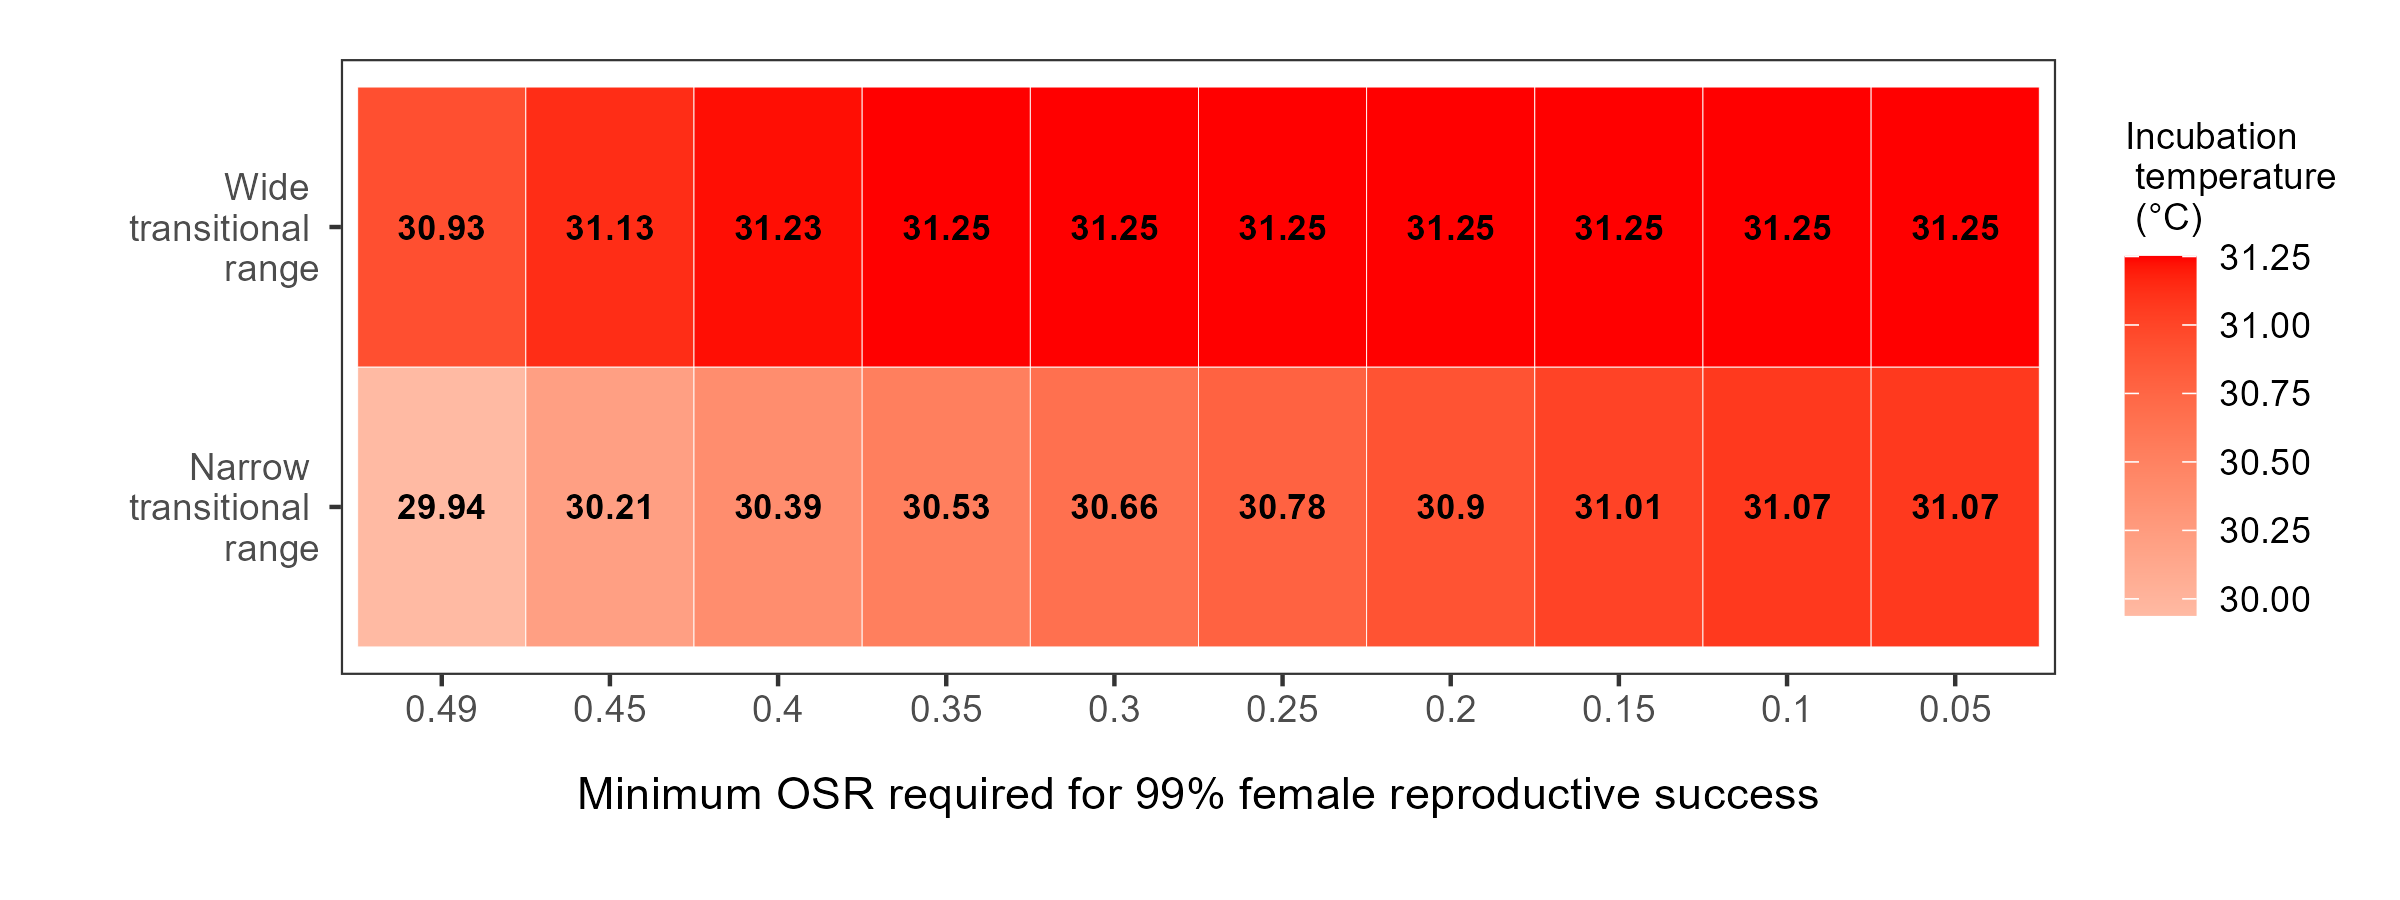 Wide
transitional
range
30.93 31.13 31.23 31.25 31.25 31.25 31.25 31.25 31.25 31.25
Narrow
transitional
range
29.94 30.21 30.39 30.53 30.66 30.78 30.9 31.01 31.07 31.07
0.49 0.45 0.4 0.35 0.3 0.25 0.2 0.15 0.1 0.05
Minimum OSR required for 99% female reproductive success
Incubation
temperature
(°C)
31.25
31.00
30.75
30.50
30.25
30.00